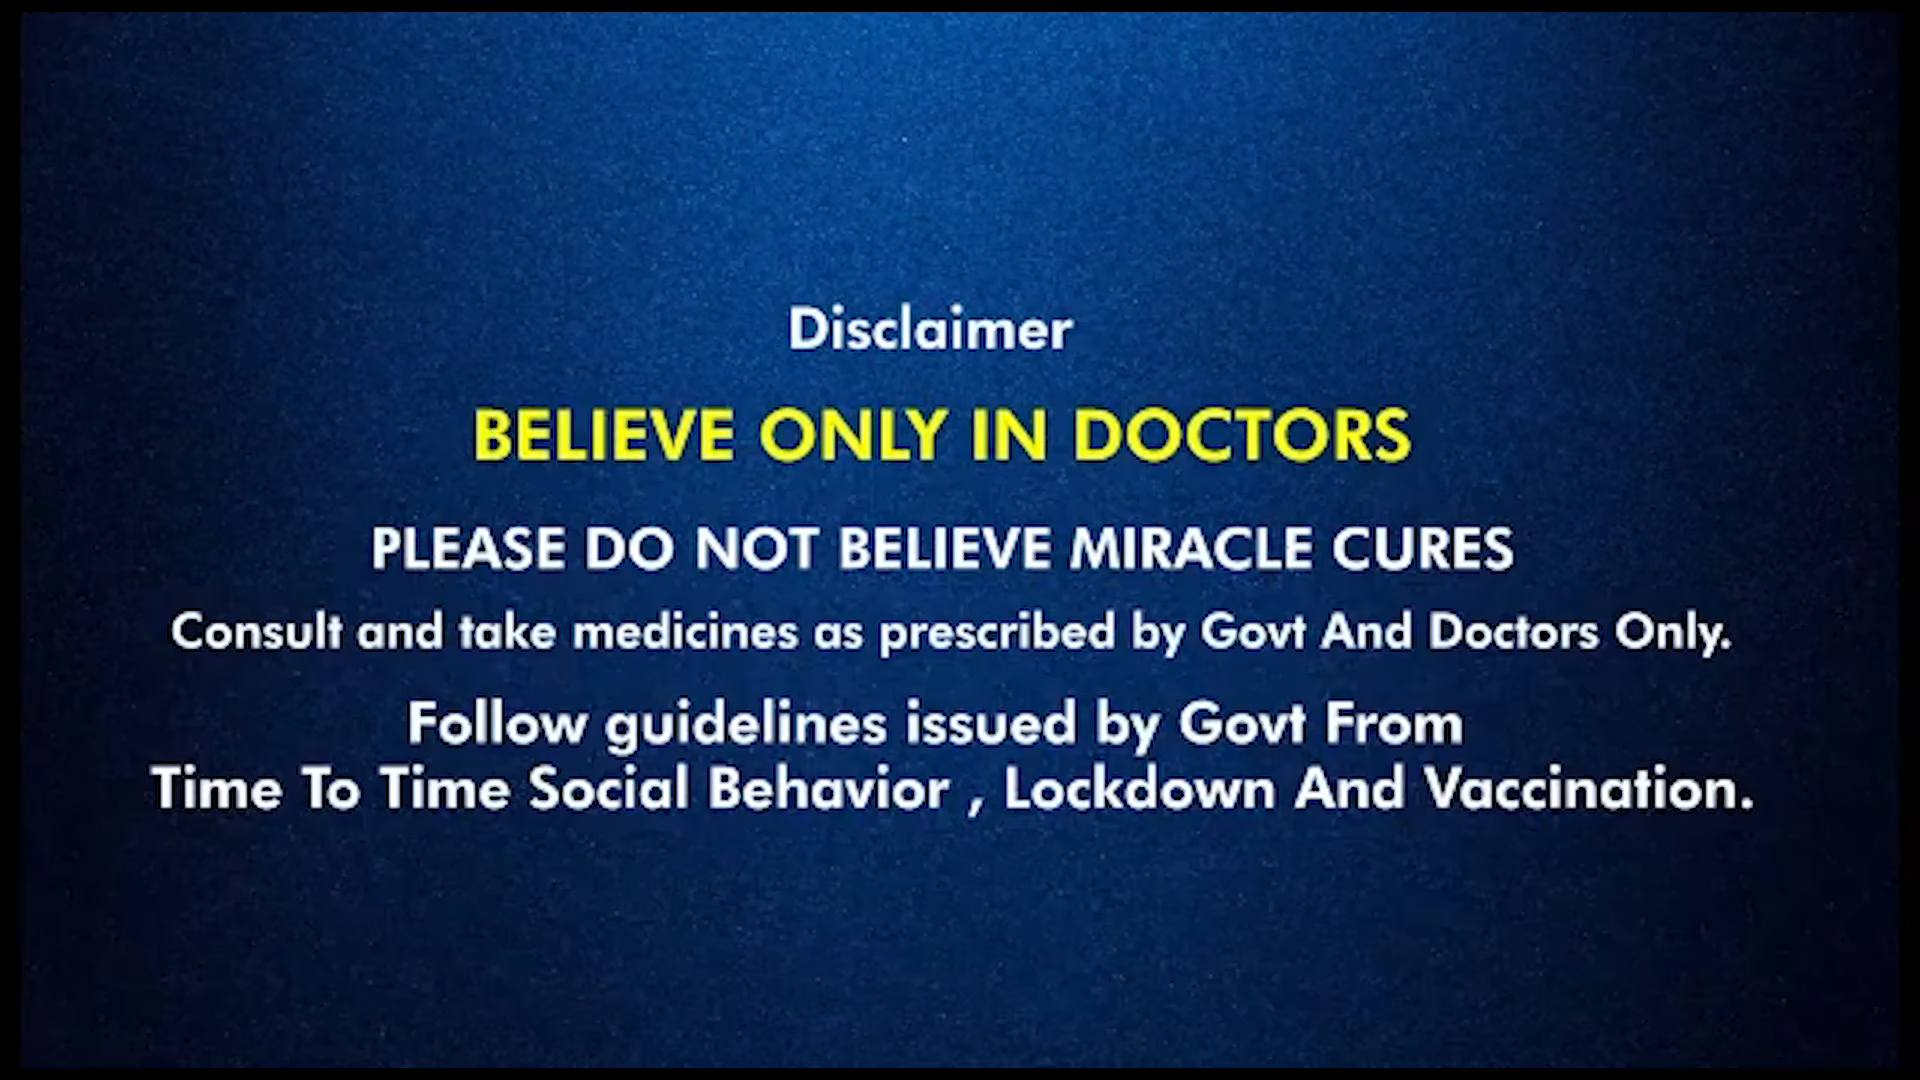 Disclaimer
BELIEVE ONLY IN DOCTORS
PLEASE DO NOT BELIEVE MIRACLE CURES
Consult and take medicines as prescribed by Govt And Doctors Only.
Follow guidelines issued by Govt From
Time To Time Social Behavior , Lockdown And Vaccination.